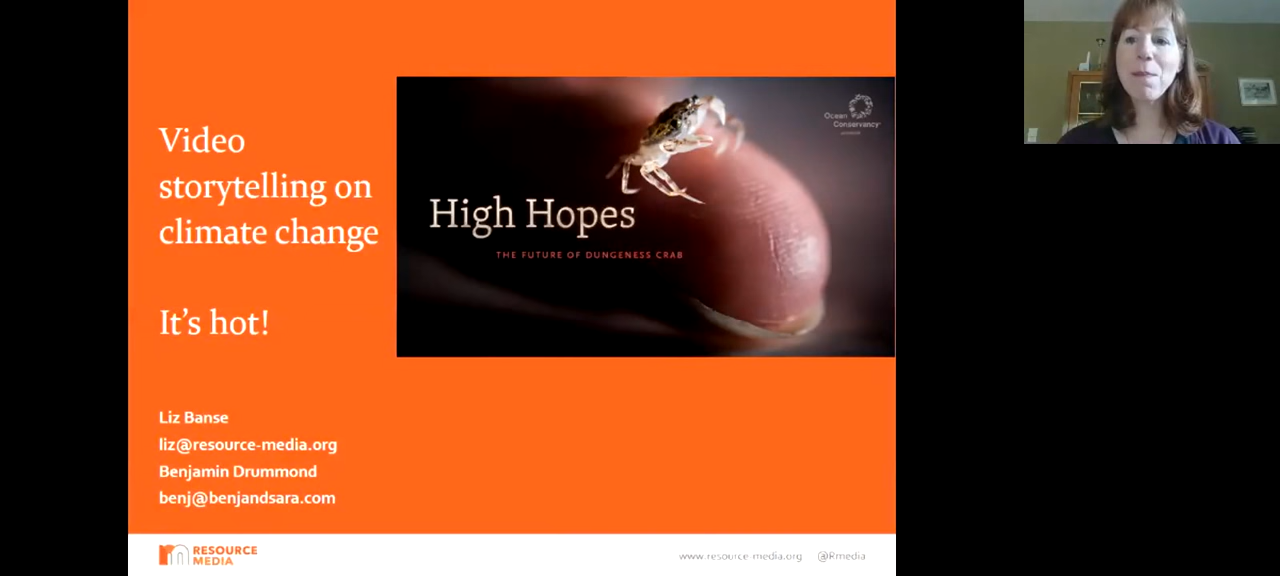 Video
storytelling on
climate change
It's hot!
Ocean
Conservancy
High Hopes
THE FUTURE OF DUNGENESS CRAB
Liz Banse
liz@resource-media.org
Benjamin Drummond
benj@benjandsara.com
RESOURCE
MEDIA
www.resource-media.org @Rmedia